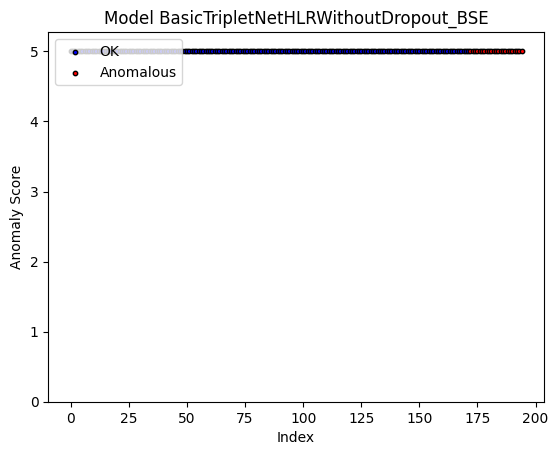 Model BasicTripletNetHLRWithoutDropout_BSE
OK
Anomalous
5
4
3
2
1
0
Anomaly Score
0 25 50 75 100 125 150 175 200
Index